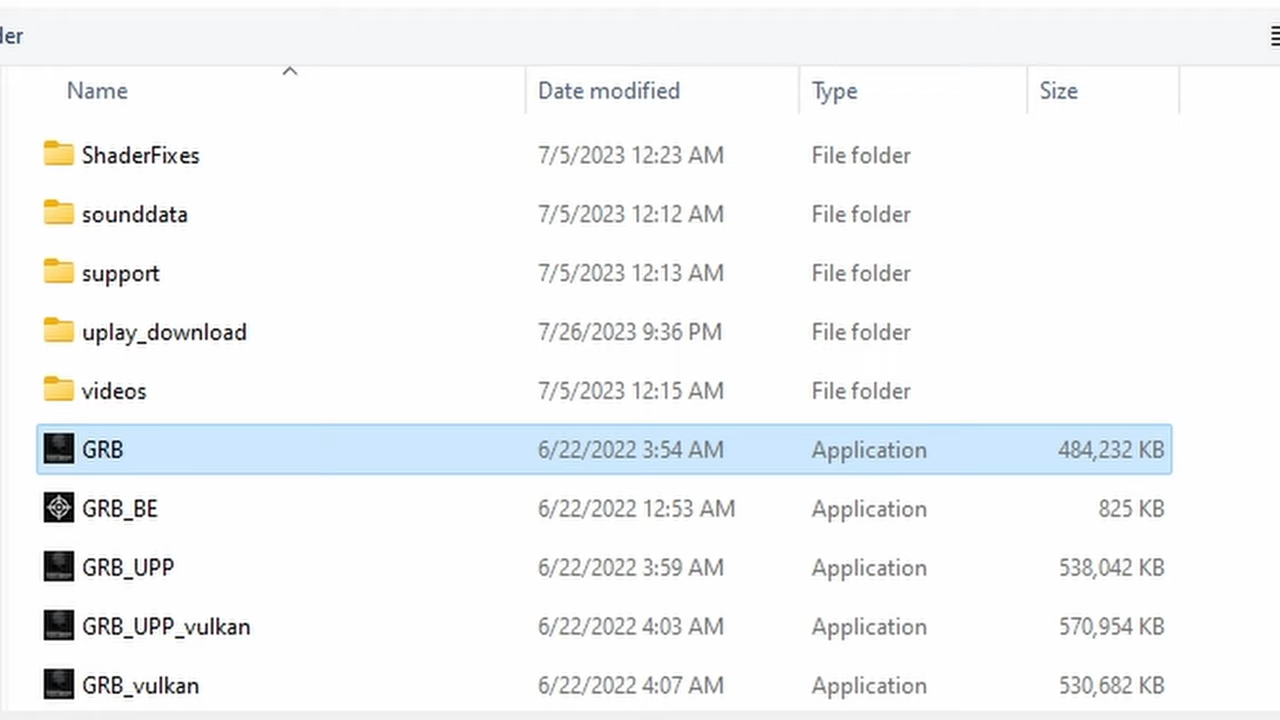 der
Name Date modified Type Size
ShaderFixes 7/5/2023 12:23 AM File folder
sounddata 7/5/2023 12:12 AM File folder
support 7/5/2023 12:13 AM File folder
uplay_download 7/26/2023 9:36 PM File folder
videos 7/5/2023 12:15 AM File folder
GRB 6/22/2022 3:54 AM Application 484,232 KB
GRB_BE 6/22/2022 12:53 AM Application 825 KB
GRB_UPP 6/22/2022 3:59 AM Application 538,042 KB
GRB_UPP_vulkan 6/22/2022 4:03 AM Application 570,954 KB
GRB_vulkan 6/22/2022 4:07 AM Application 530,682 KB